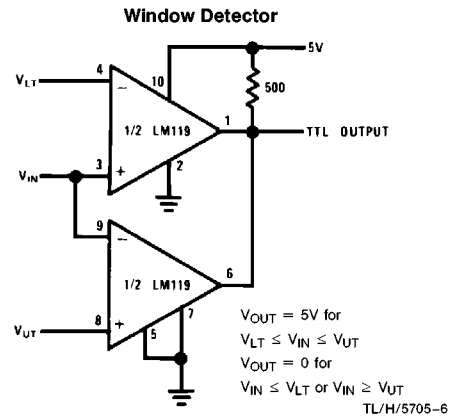 Window Detector
5V
V_LT
4
10
500
−
1/2 LM119
1
TTL OUTPUT
V_IN
3
+
2
9
−
1/2 LM119
6
V_UT
8
+
5
7
V_OUT = 5V for
V_LT ≤ V_IN ≤ V_UT
V_OUT = 0 for
V_IN ≤ V_LT or V_IN ≥ V_UT
TL/H/5705–6